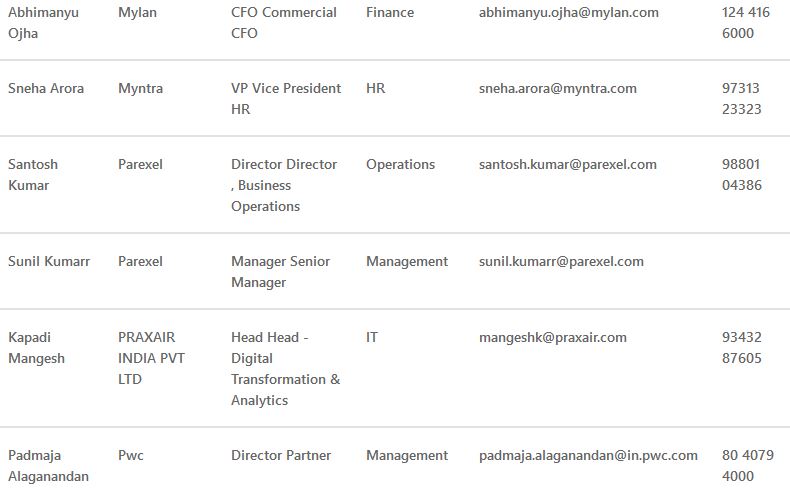 Abhimanyu Mylan CFO Commercial Finance abhimanyu.ojha@mylan.com 124 416
Ojha CFO 6000
Sneha Arora Myntra VP Vice President HR sneha.arora@myntra.com 97313
HR 23323
Santosh Parexel Director Director Operations santosh.kumar@parexel.com 98801
Kumar , Business 04386
Operations
Sunil Kumarr Parexel Manager Senior Management sunil.kumarr@parexel.com
Manager
Kapadi PRAXAIR Head Head - IT mangeshk@praxair.com 93432
Mangesh INDIA PVT Digital 87605
LTD Transformation &
Analytics
Padmaja Pwc Director Partner Management padmaja.alaganandan@in.pwc.com 80 4079
Alaganandan 4000